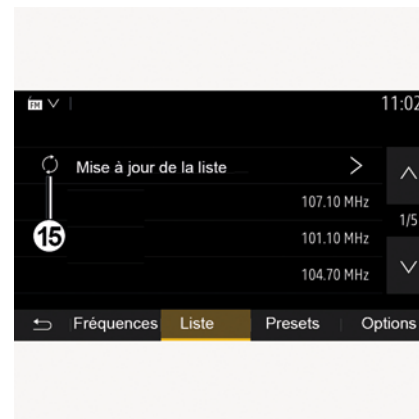 FM 11:02
Mise à jour de la liste
107.10 MHz
15 101.10 MHz
1/5
104.70 MHz
Fréquences Liste Presets Options